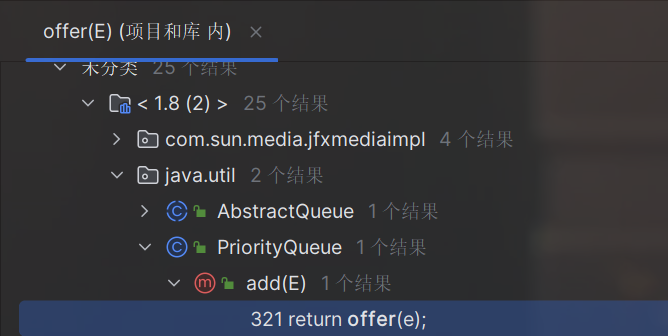 offer(E) (项目和库 内) ×
未分类 25 个结果
< 1.8 (2) > 25 个结果
com.sun.media.jfxmediaimpl 4 个结果
java.util 2 个结果
AbstractQueue 1 个结果
PriorityQueue 1 个结果
add(E) 1 个结果
321 return offer(e);